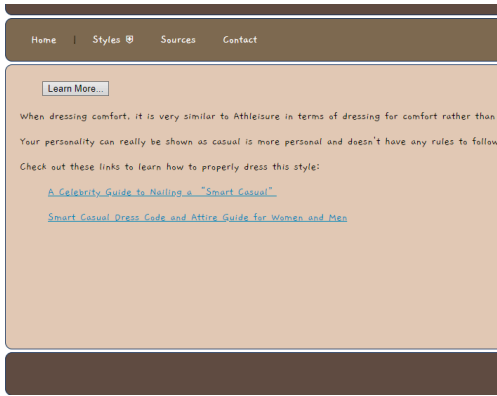 Home | Styles ⛨ Sources Contact
Learn More...
When dressing comfort, it is very similar to Athleisure in terms of dressing for comfort rather than
Your personality can really be shown as casual is more personal and doesn't have any rules to follow
Check out these links to learn how to properly dress this style:
A Celebrity Guide to Nailing a "Smart Casual"
Smart Casual Dress Code and Attire Guide for Women and Men